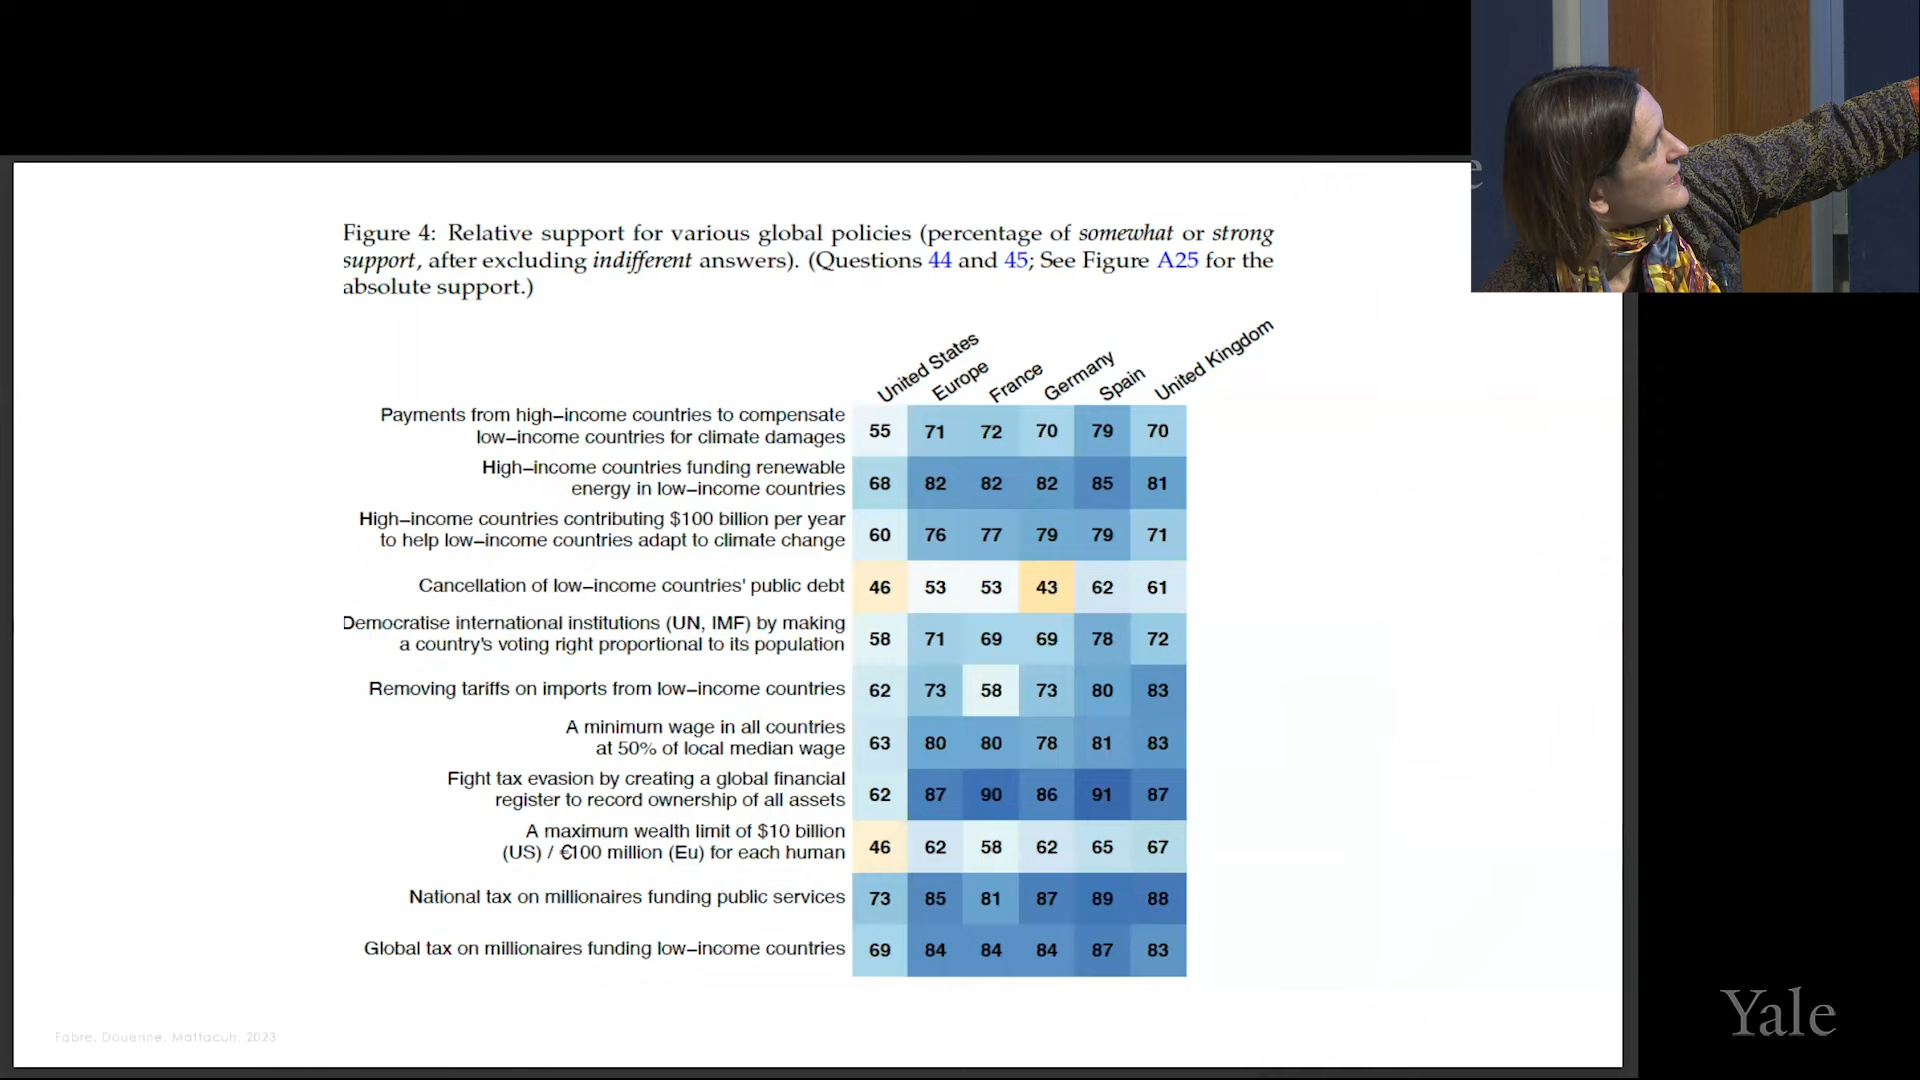 Figure 4: Relative support for various global policies (percentage of somewhat or strong
support, after excluding indifferent answers). (Questions 44 and 45; See Figure A25 for the
absolute support.)
United States Europe France Germany Spain United Kingdom
Payments from high–income countries to compensate
low–income countries for climate damages
55 71 72 70 79 70
High–income countries funding renewable
energy in low–income countries
68 82 82 82 85 81
High–income countries contributing $100 billion per year
to help low–income countries adapt to climate change
60 76 77 79 79 71
Cancellation of low–income countries' public debt
46 53 53 43 62 61
Democratise international institutions (UN, IMF) by making
a country's voting right proportional to its population
58 71 69 69 78 72
Removing tariffs on imports from low–income countries
62 73 58 73 80 83
A minimum wage in all countries
at 50% of local median wage
63 80 80 78 81 83
Fight tax evasion by creating a global financial
register to record ownership of all assets
62 87 90 86 91 87
A maximum wealth limit of $10 billion
(US) / €100 million (Eu) for each human
46 62 58 62 65 67
National tax on millionaires funding public services
73 85 81 87 89 88
Global tax on millionaires funding low–income countries
69 84 84 84 87 83
Fabre, Douenne, Mattacuh, 2023
Yale